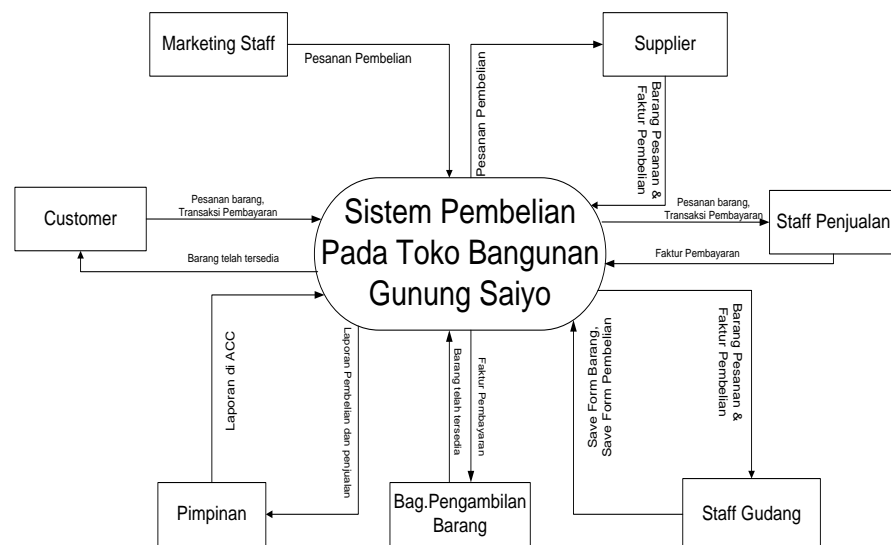 Marketing Staff
Pesanan Pembelian
Pesanan Pembelian
Supplier
Barang Pesanan &
Faktur Pembelian
Customer
Pesanan barang,
Transaksi Pembayaran
Barang telah tersedia
Sistem Pembelian
Pada Toko Bangunan
Gunung Saiyo
Pesanan barang,
Transaksi Pembayaran
Staff Penjualan
Faktur Pembayaran
Laporan di ACC
Laporan Pembelian dan penjualan
Barang telah tersedia
Faktur Pembayaran
Save Form Barang,
Save Form Pembelian
Barang Pesanan &
Faktur Pembelian
Pimpinan
Bag.Pengambilan
Barang
Staff Gudang